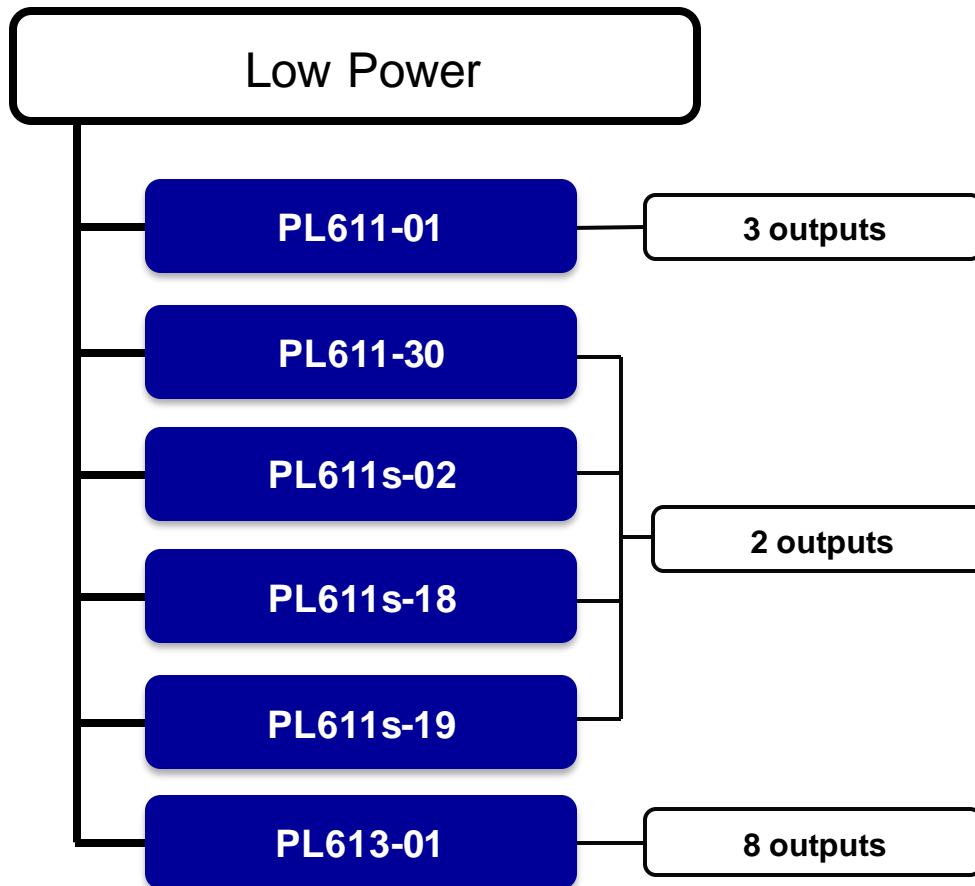 Low Power
PL611-01
3 outputs
PL611-30
PL611s-02
2 outputs
PL611s-18
PL611s-19
PL613-01
8 outputs